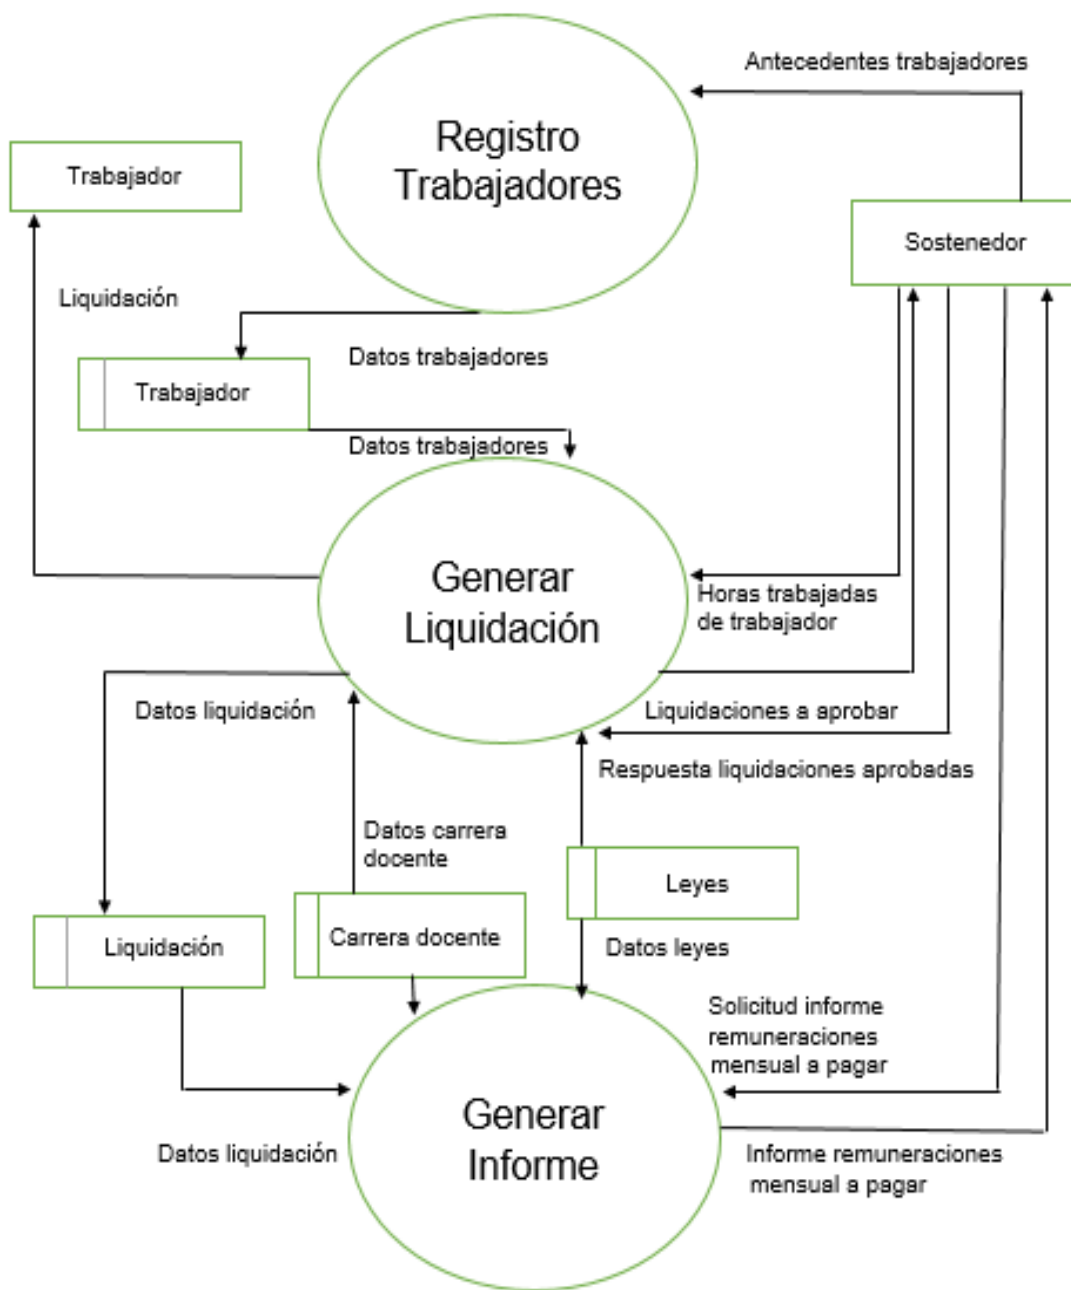 Antecedentes trabajadores
Registro
Trabajadores
Trabajador
Sostenedor
Liquidación
Datos trabajadores
Trabajador
Datos trabajadores
Generar
Liquidación
Horas trabajadas
de trabajador
Datos liquidación
Liquidaciones a aprobar
Respuesta liquidaciones aprobadas
Datos carrera
docente
Leyes
Carrera docente
Liquidación
Datos leyes
Solicitud informe
remuneraciones
mensual a pagar
Generar
Informe
Datos liquidación
Informe remuneraciones
mensual a pagar